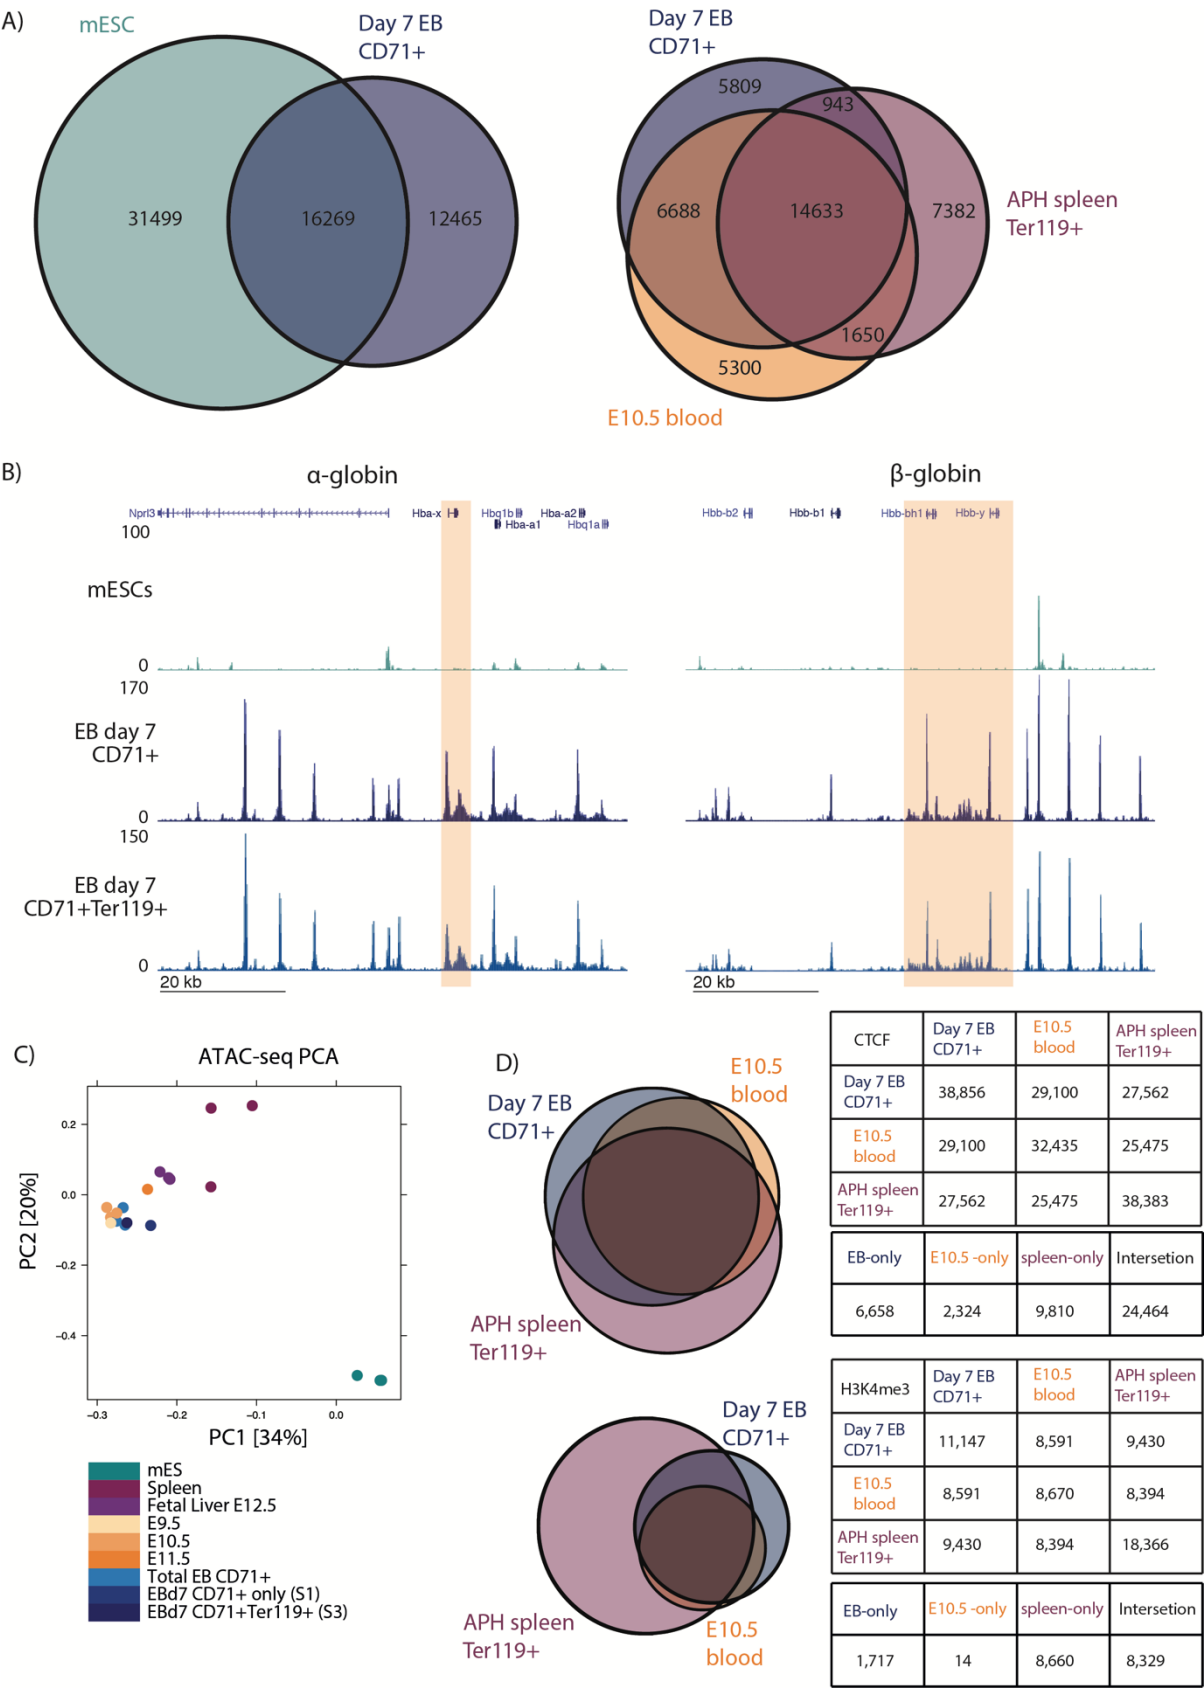 A)
mESC
Day 7 EB
CD71+
31499
16269
12465
Day 7 EB
CD71+
5809
943
6688
14633
7382
1650
5300
APH spleen
Ter119+
E10.5 blood
B)
α-globin
β-globin
Nprl3
Hba-x
Hbq1b
Hba-a2
Hba-a1
Hbq1a
Hbb-b2
Hbb-b1
Hbb-bh1
Hbb-y
100
mESCs
0
170
EB day 7
CD71+
0
150
EB day 7
CD71+Ter119+
0
20 kb
20 kb
C)
ATAC-seq PCA
0.2
0.0
−0.2
−0.4
PC2 [20%]
−0.3
−0.2
−0.1
0.0
PC1 [34%]
mES
Spleen
Fetal Liver E12.5
E9.5
E10.5
E11.5
Total EB CD71+
EBd7 CD71+ only (S1)
EBd7 CD71+Ter119+ (S3)
D)
Day 7 EB
CD71+
E10.5
blood
APH spleen
Ter119+
CTCF
Day 7 EB
CD71+
E10.5
blood
APH spleen
Ter119+
Day 7 EB
CD71+
38,856
29,100
27,562
E10.5
blood
29,100
32,435
25,475
APH spleen
Ter119+
27,562
25,475
38,383
EB-only
E10.5 -only
spleen-only
Intersetion
6,658
2,324
9,810
24,464
Day 7 EB
CD71+
APH spleen
Ter119+
E10.5
blood
H3K4me3
Day 7 EB
CD71+
E10.5
blood
APH spleen
Ter119+
Day 7 EB
CD71+
11,147
8,591
9,430
E10.5
blood
8,591
8,670
8,394
APH spleen
Ter119+
9,430
8,394
18,366
EB-only
E10.5 -only
spleen-only
Intersetion
1,717
14
8,660
8,329